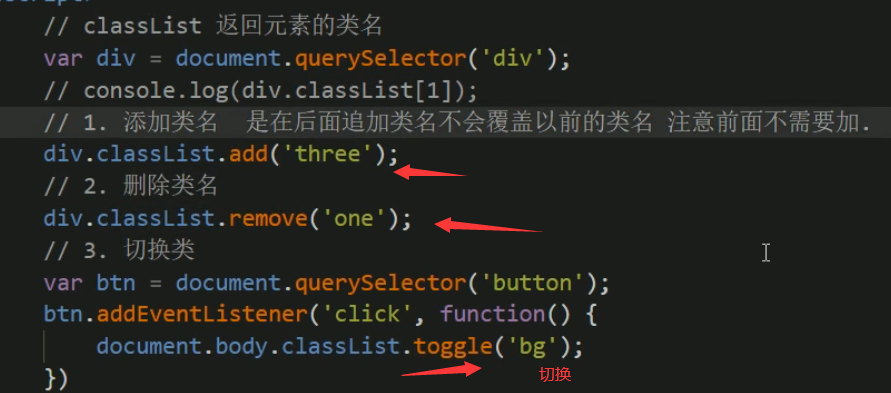 // classList 返回元素的类名
var div = document.querySelector('div');
// console.log(div.classList[1]);
// 1. 添加类名  是在后面追加类名不会覆盖以前的类名 注意前面不需要加.
div.classList.add('three');
// 2. 删除类名
div.classList.remove('one');
// 3. 切换类
var btn = document.querySelector('button');
btn.addEventListener('click', function() {
    document.body.classList.toggle('bg');
切换
})